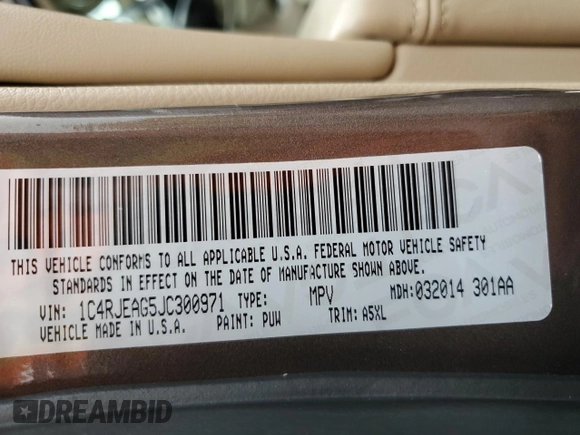 THIS VEHICLE CONFORMS TO ALL APPLICABLE U.S.A. FEDERAL MOTOR VEHICLE SAFETY
STANDARDS IN EFFECT ON THE DATE OF MANUFACTURE SHOWN ABOVE.
VIN: 1C4RJEAG5JC300971 TYPE: MPV MDH:032014 301AA
VEHICLE MADE IN U.S.A. PAINT: PUW TRIM: A5XL
DREAMBID